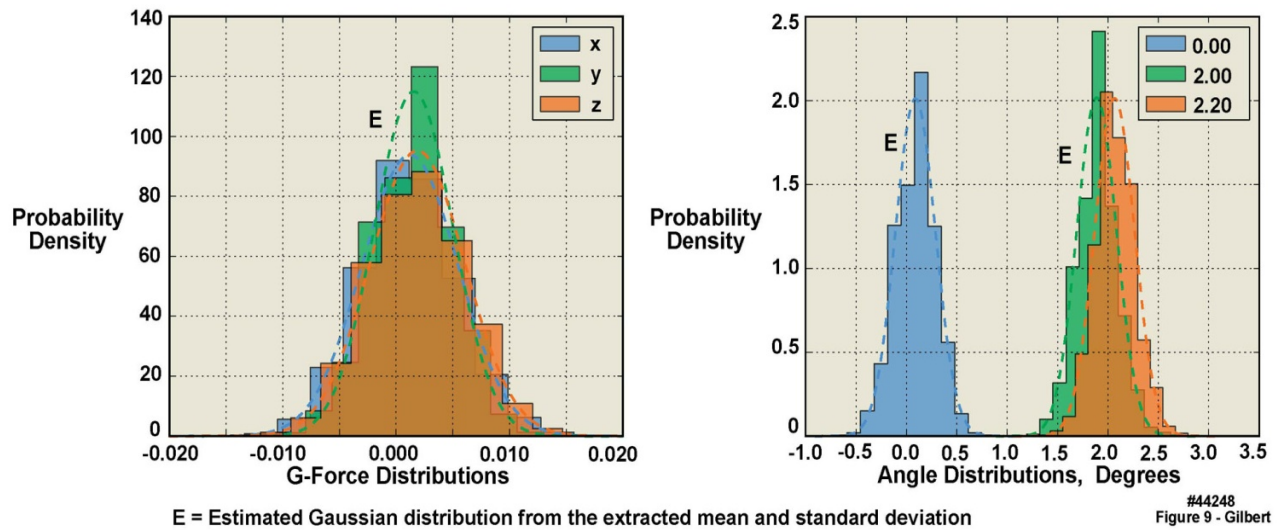 140
120
100
80
60
40
20
0
Probability
Density
E
x
y
z
-0.020
-0.010
0.000
0.010
0.020
G-Force Distributions
2.5
2.0
1.5
1.0
0.5
0
Probability
Density
E
E
0.00
2.00
2.20
-1.0
-0.5
0.0
0.5
1.0
1.5
2.0
2.5
3.0
3.5
Angle Distributions, Degrees
E = Estimated Gaussian distribution from the extracted mean and standard deviation
#44248
Figure 9 - Gilbert